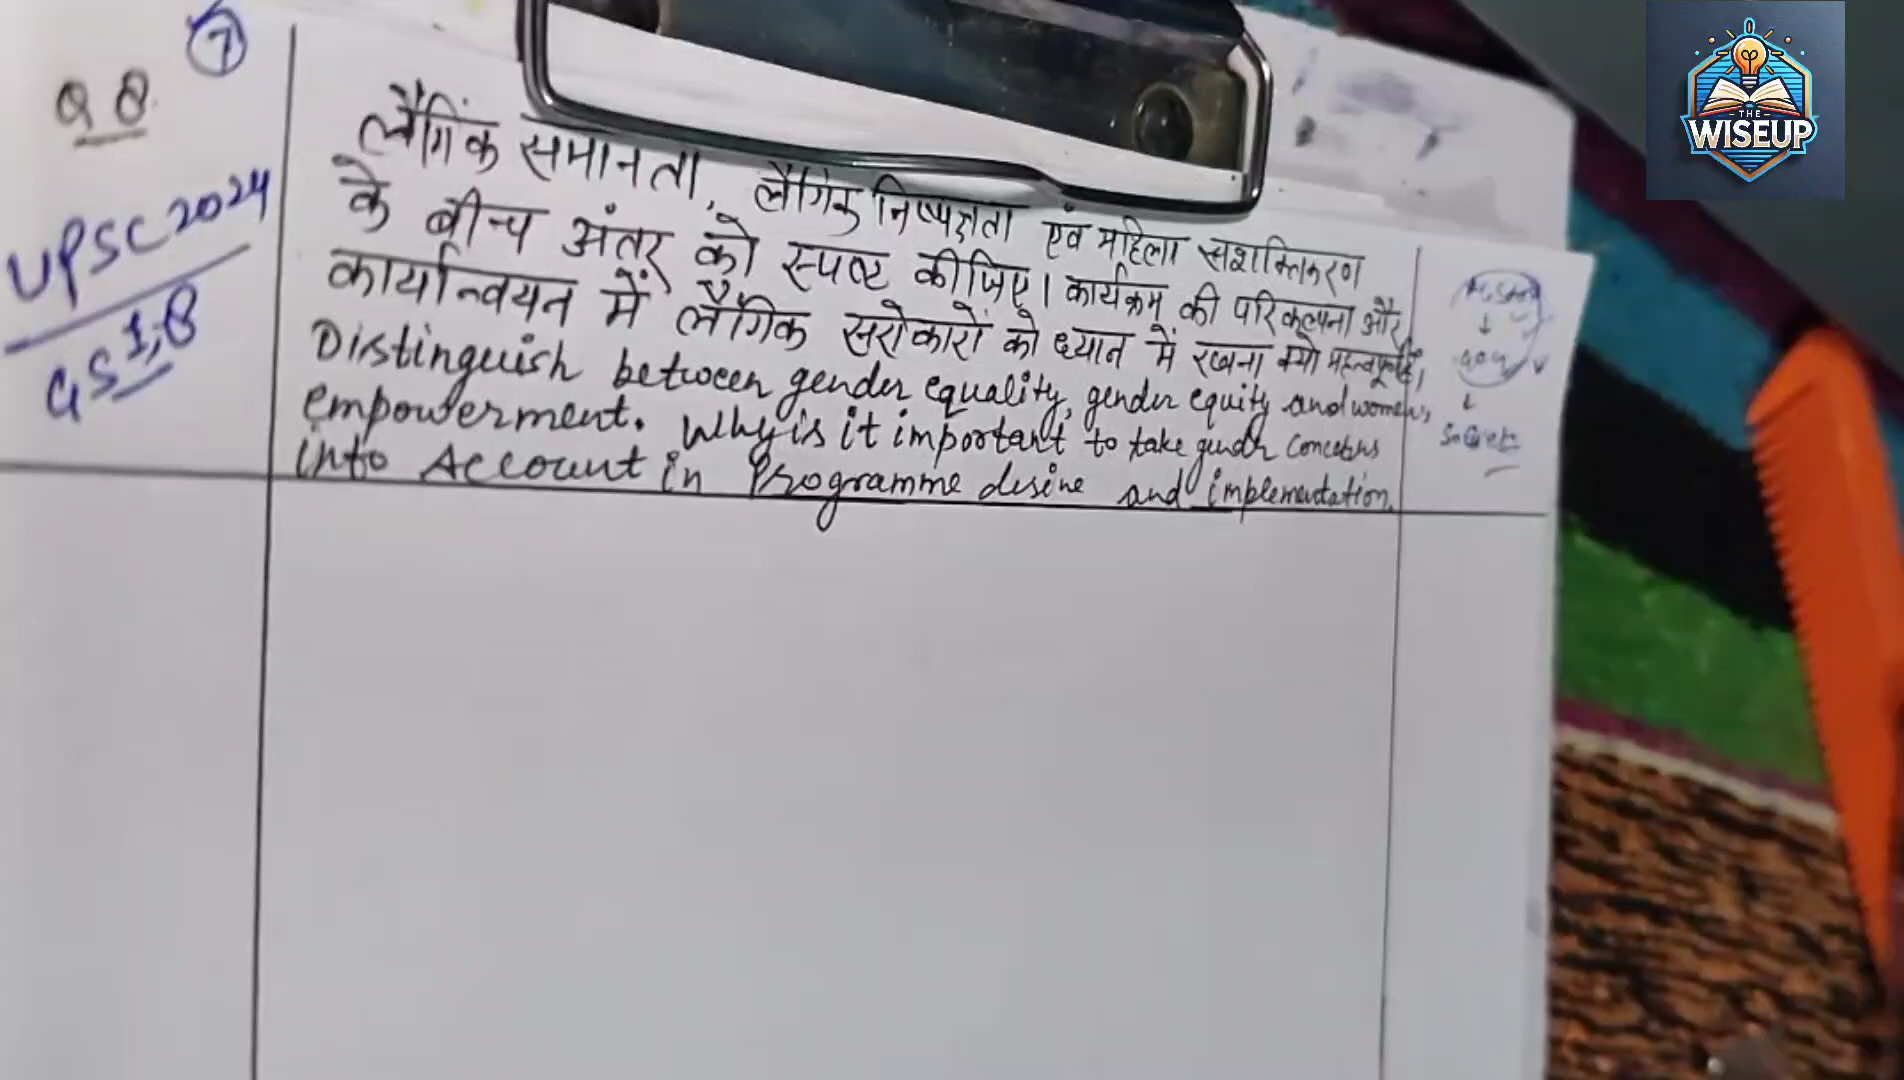 7
Q 8
UPSC 2024
GS 1, 8
लैंगिक समानता, लैंगिक निष्पक्षता एंव महिला सशक्तिकरण
के बीच अंतर को स्पष्ट कीजिए। कार्यक्रम की परिकल्पना और
कार्यान्वयन में लैंगिक सुरोकारों को ध्यान में रखना क्यो महत्वपूर्ण है,
Distinguish between gender equality, gender equity and women,s
empowerment. Why is it important to take gender concerns
into Account in Programme desine and implementation.
THE
WISEUP